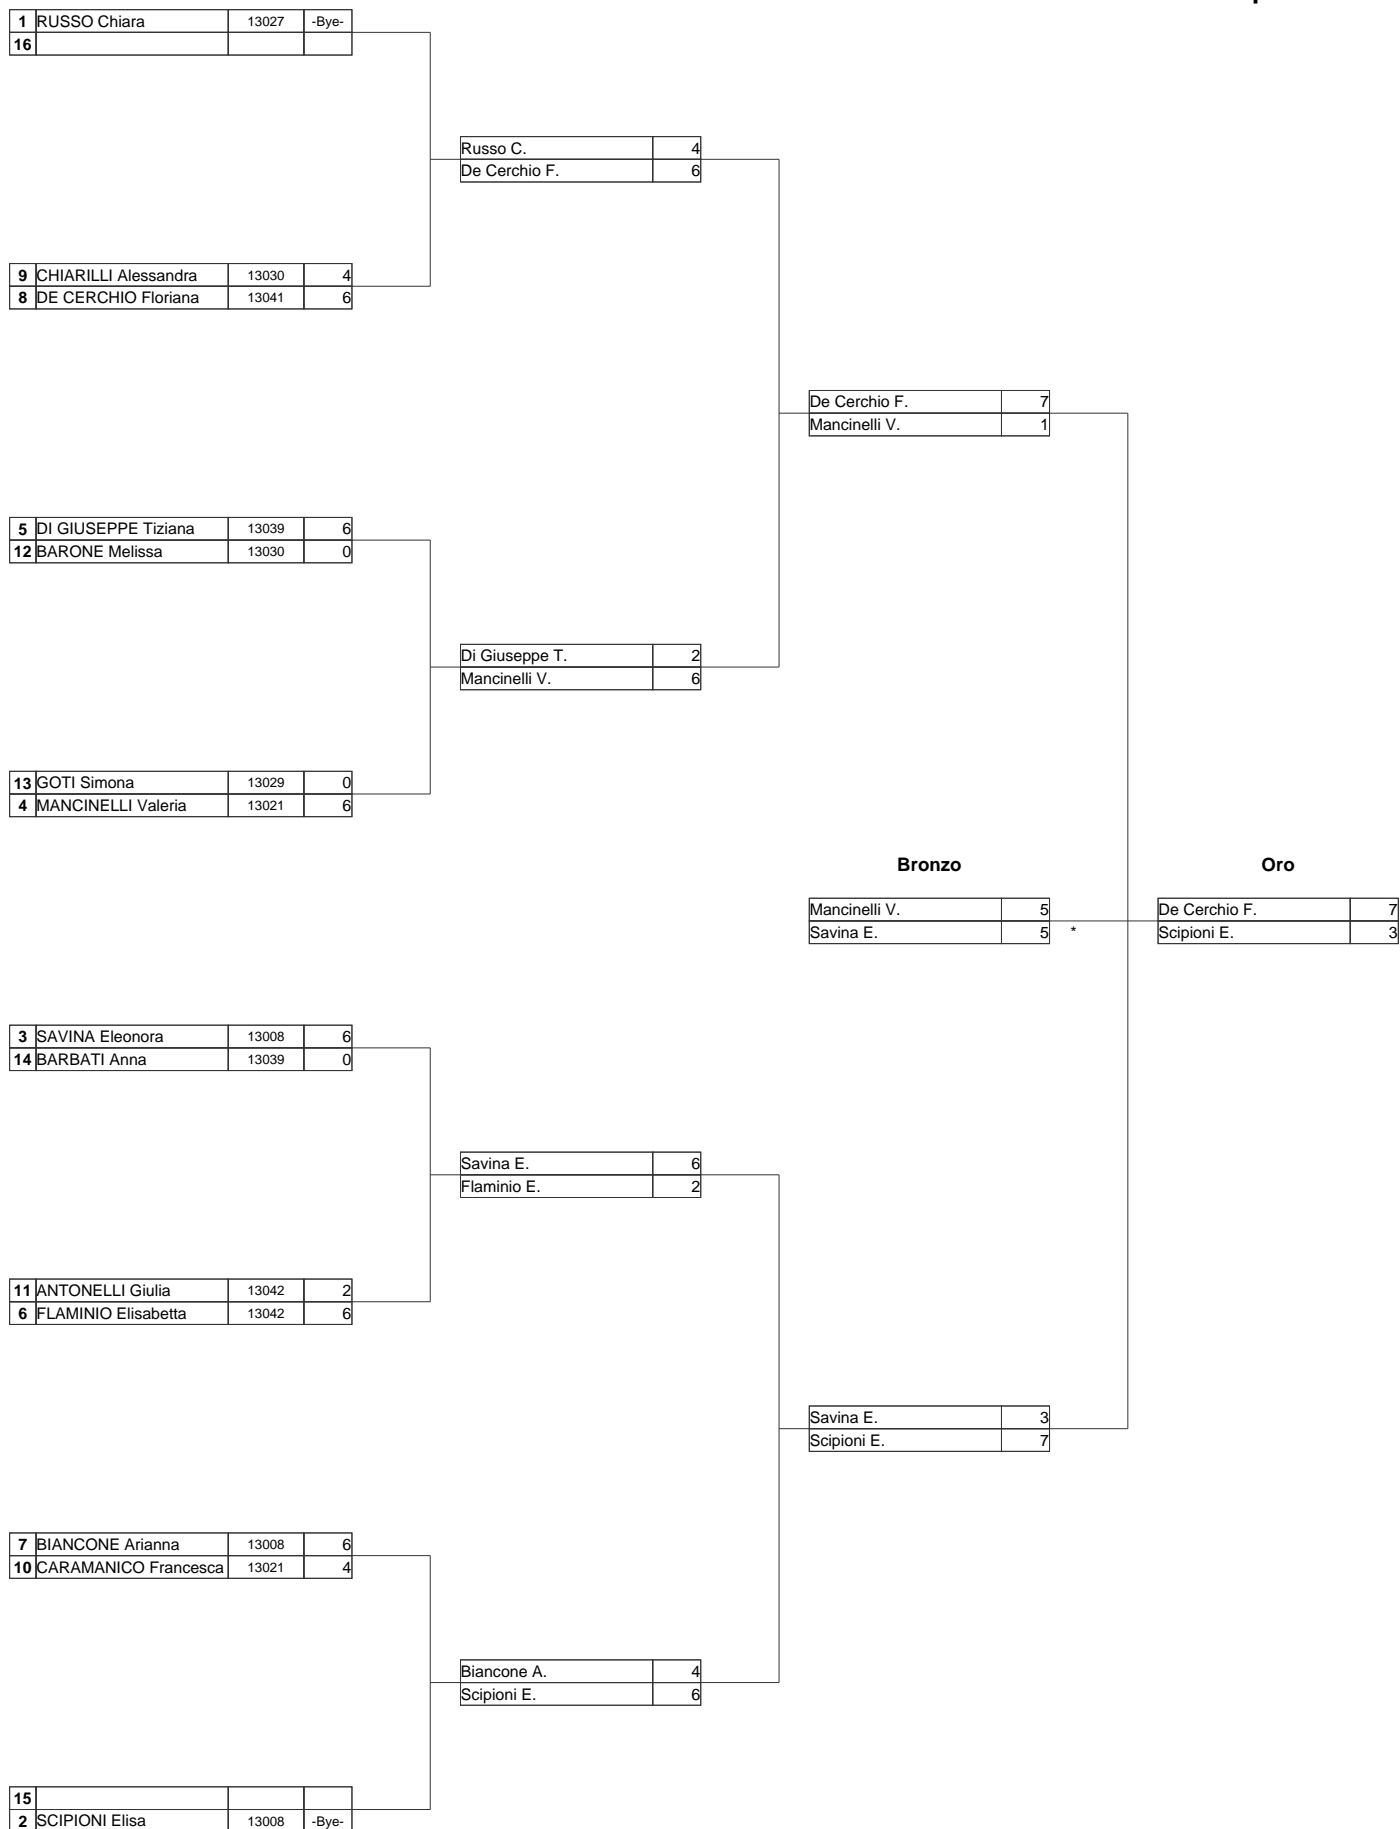 1 RUSSO Chiara 13027 -Bye-
16
Russo C. 4
De Cerchio F. 6
9 CHIARILLI Alessandra 13030 4
8 DE CERCHIO Floriana 13041 6
De Cerchio F. 7
Mancinelli V. 1
5 DI GIUSEPPE Tiziana 13039 6
12 BARONE Melissa 13030 0
Di Giuseppe T. 2
Mancinelli V. 6
13 GOTI Simona 13029 0
4 MANCINELLI Valeria 13021 6
Bronzo Oro
Mancinelli V. 5 De Cerchio F. 7
Savina E. 5 * Scipioni E. 3
3 SAVINA Eleonora 13008 6
14 BARBATI Anna 13039 0
Savina E. 6
Flaminio E. 2
11 ANTONELLI Giulia 13042 2
6 FLAMINIO Elisabetta 13042 6
Savina E. 3
Scipioni E. 7
7 BIANCONE Arianna 13008 6
10 CARAMANICO Francesca 13021 4
Biancone A. 4
Scipioni E. 6
15
2 SCIPIONI Elisa 13008 -Bye-